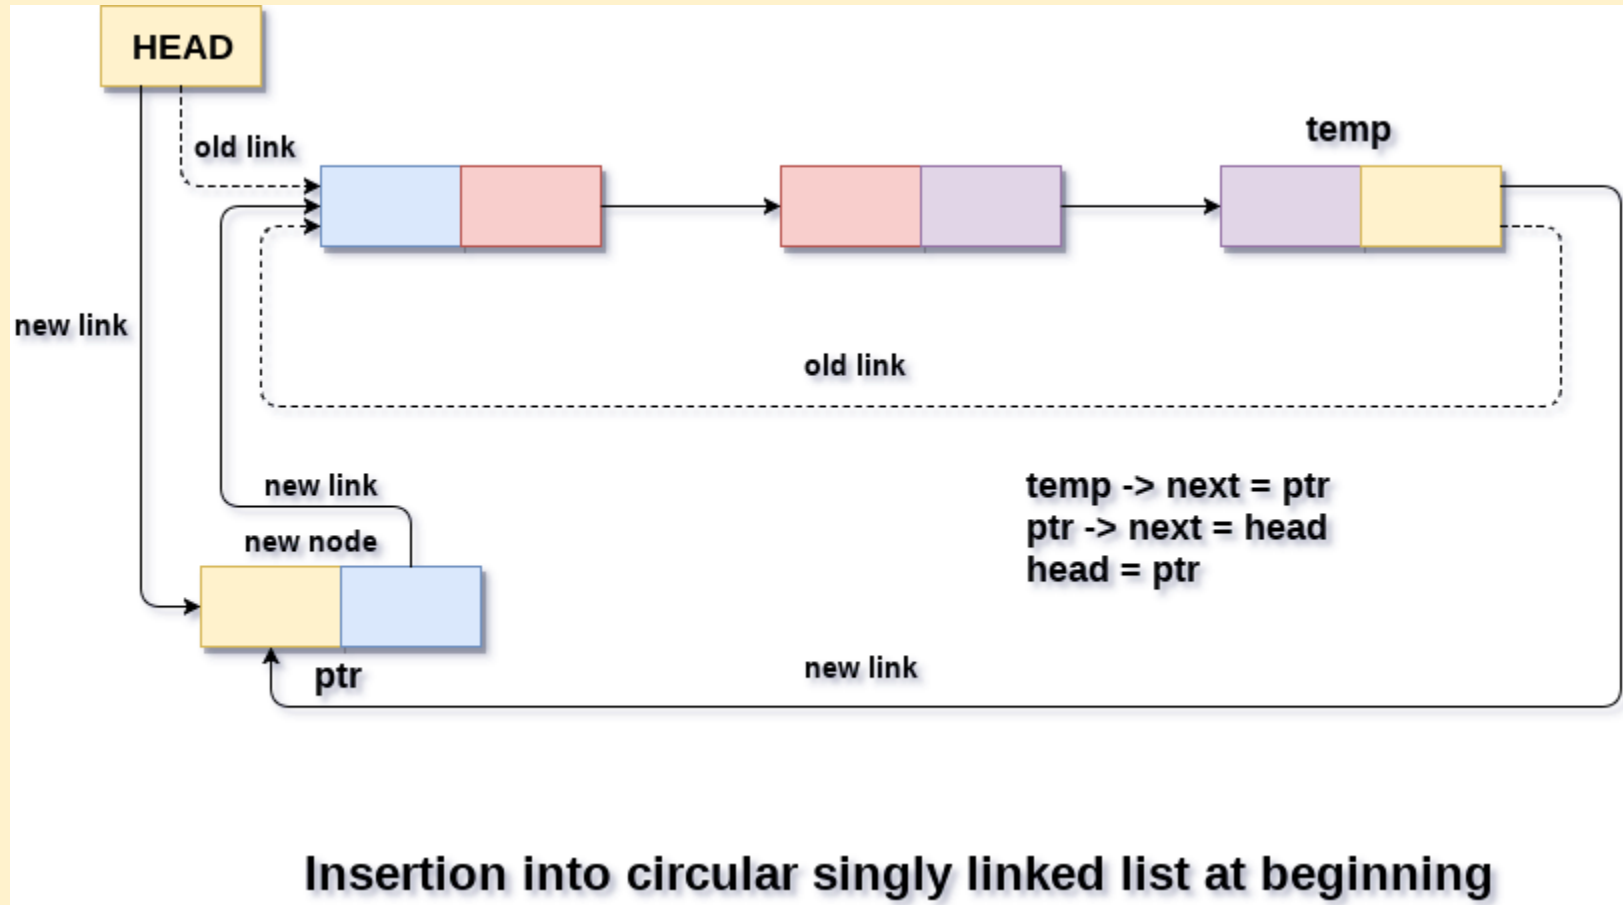 HEAD
old link
temp
new link
old link
new link
new node
temp -> next = ptr
ptr -> next = head
head = ptr
ptr
new link
Insertion into circular singly linked list at beginning